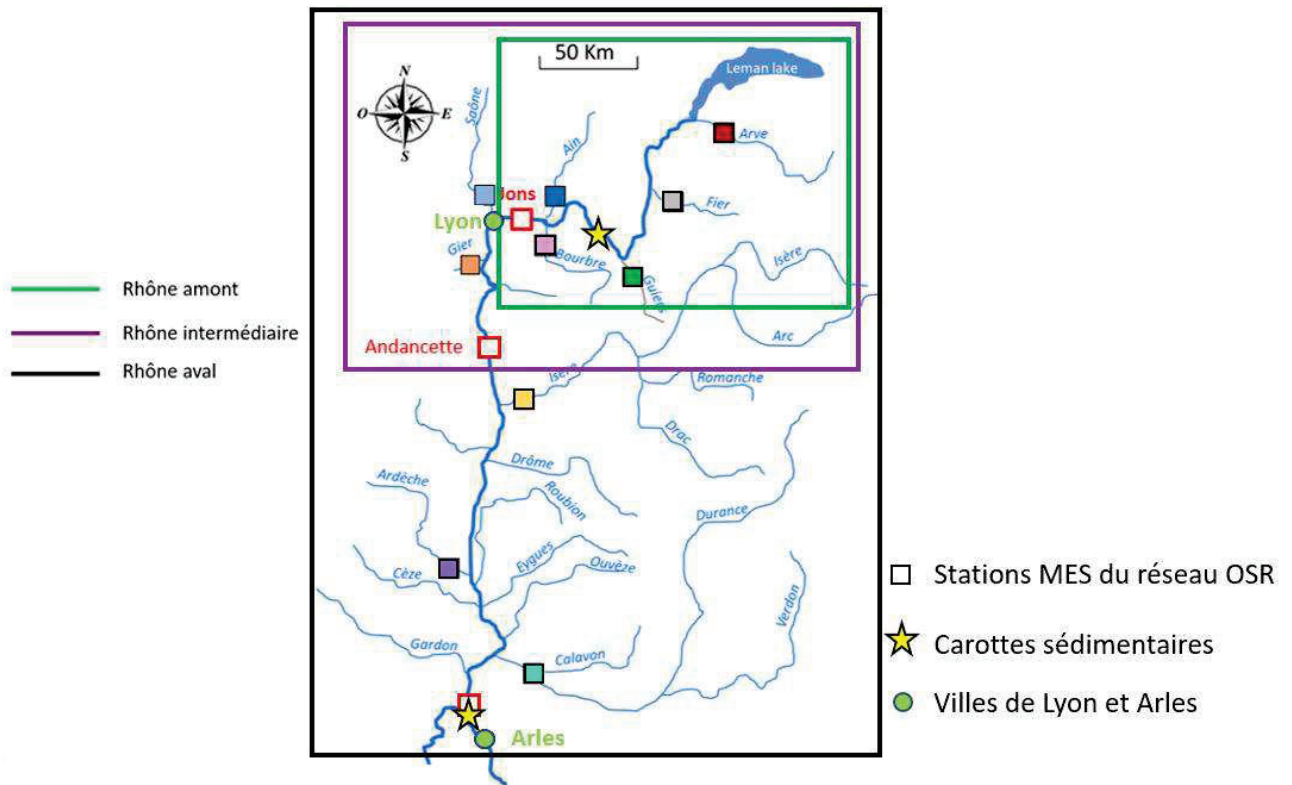 50 Km
Leman lake
N
O
E
S
Saône
Ain
Arve
Jons
Fier
Lyon
Gier
Bourbre
Guiers
Isère
Rhône amont
Rhône intermédiaire
Rhône aval
Arc
Andancette
Isère
Romanche
Drac
Drôme
Ardèche
Roubion
Durance
Eygues
Ouvèze
Cèze
Stations MES du réseau OSR
Verdon
Gardon
Calavon
Carottes sédimentaires
Villes de Lyon et Arles
Arles